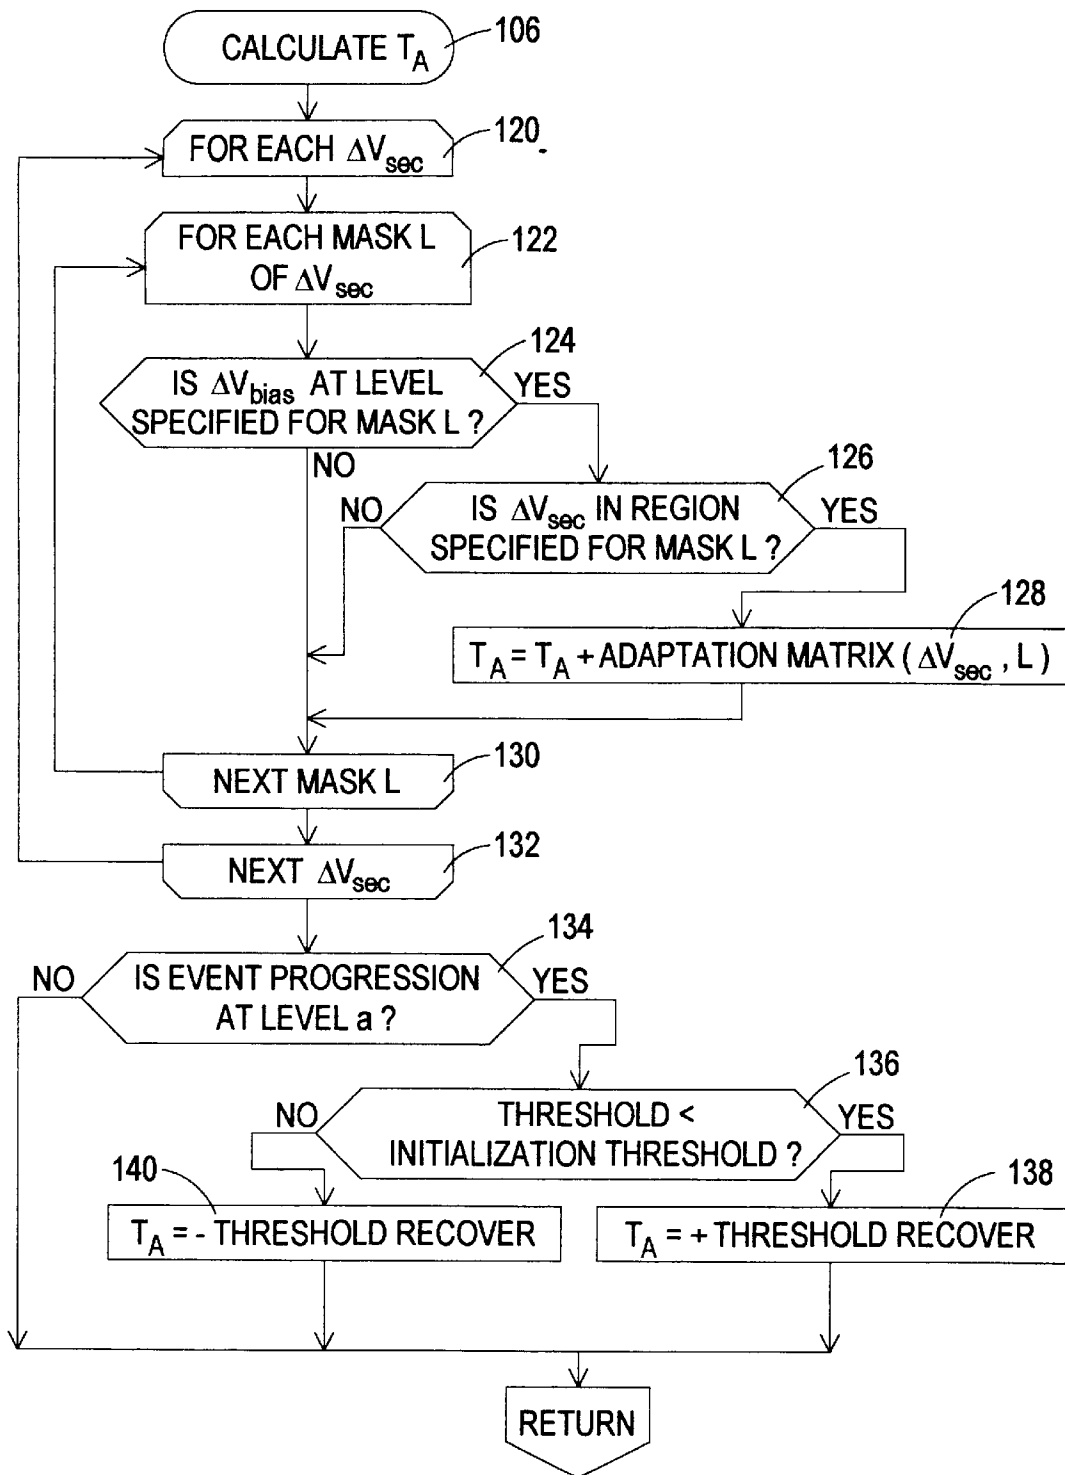 CALCULATE T_A
106
FOR EACH ΔV_sec
120
FOR EACH MASK L
OF ΔV_sec
122
124
IS ΔV_bias AT LEVEL
SPECIFIED FOR MASK L ?
YES
NO
126
NO
IS ΔV_sec IN REGION
SPECIFIED FOR MASK L ?
YES
128
T_A = T_A + ADAPTATION MATRIX ( ΔV_sec , L )
NEXT MASK L
130
NEXT ΔV_sec
132
134
NO
IS EVENT PROGRESSION
AT LEVEL a ?
YES
136
NO
THRESHOLD <
INITIALIZATION THRESHOLD ?
YES
140
T_A = - THRESHOLD RECOVER
138
T_A = + THRESHOLD RECOVER
RETURN